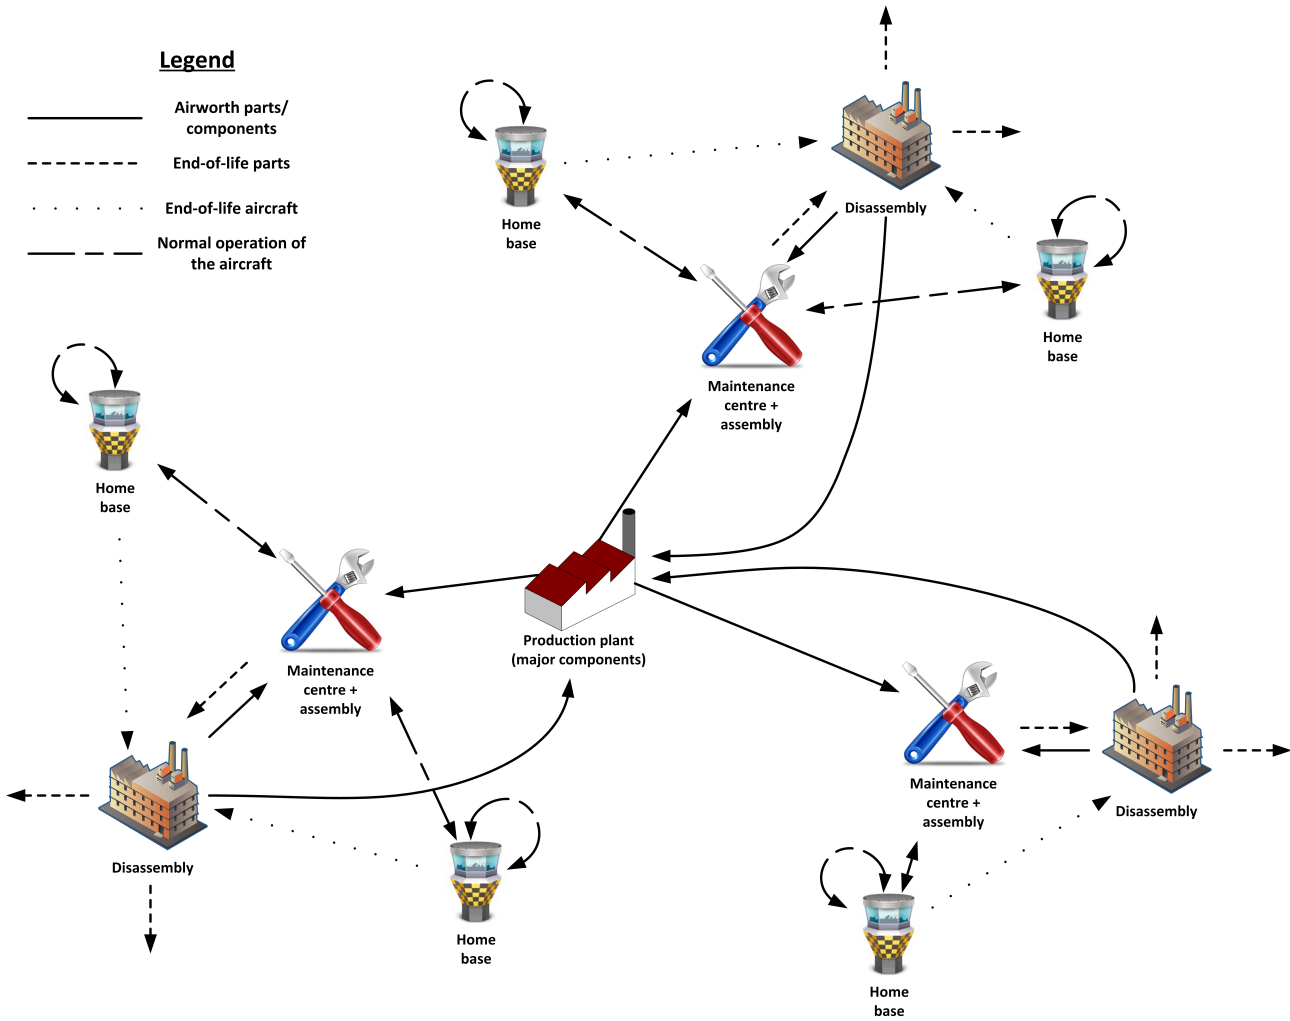 Legend
Airworth parts/
components
End-of-life parts
End-of-life aircraft
Normal operation of
the aircraft
Home
base
Disassembly
Home
base
Maintenance
centre +
assembly
Home
base
Production plant
(major components)
Maintenance
centre +
assembly
Maintenance
centre +
assembly
Disassembly
Disassembly
Home
base
Home
base